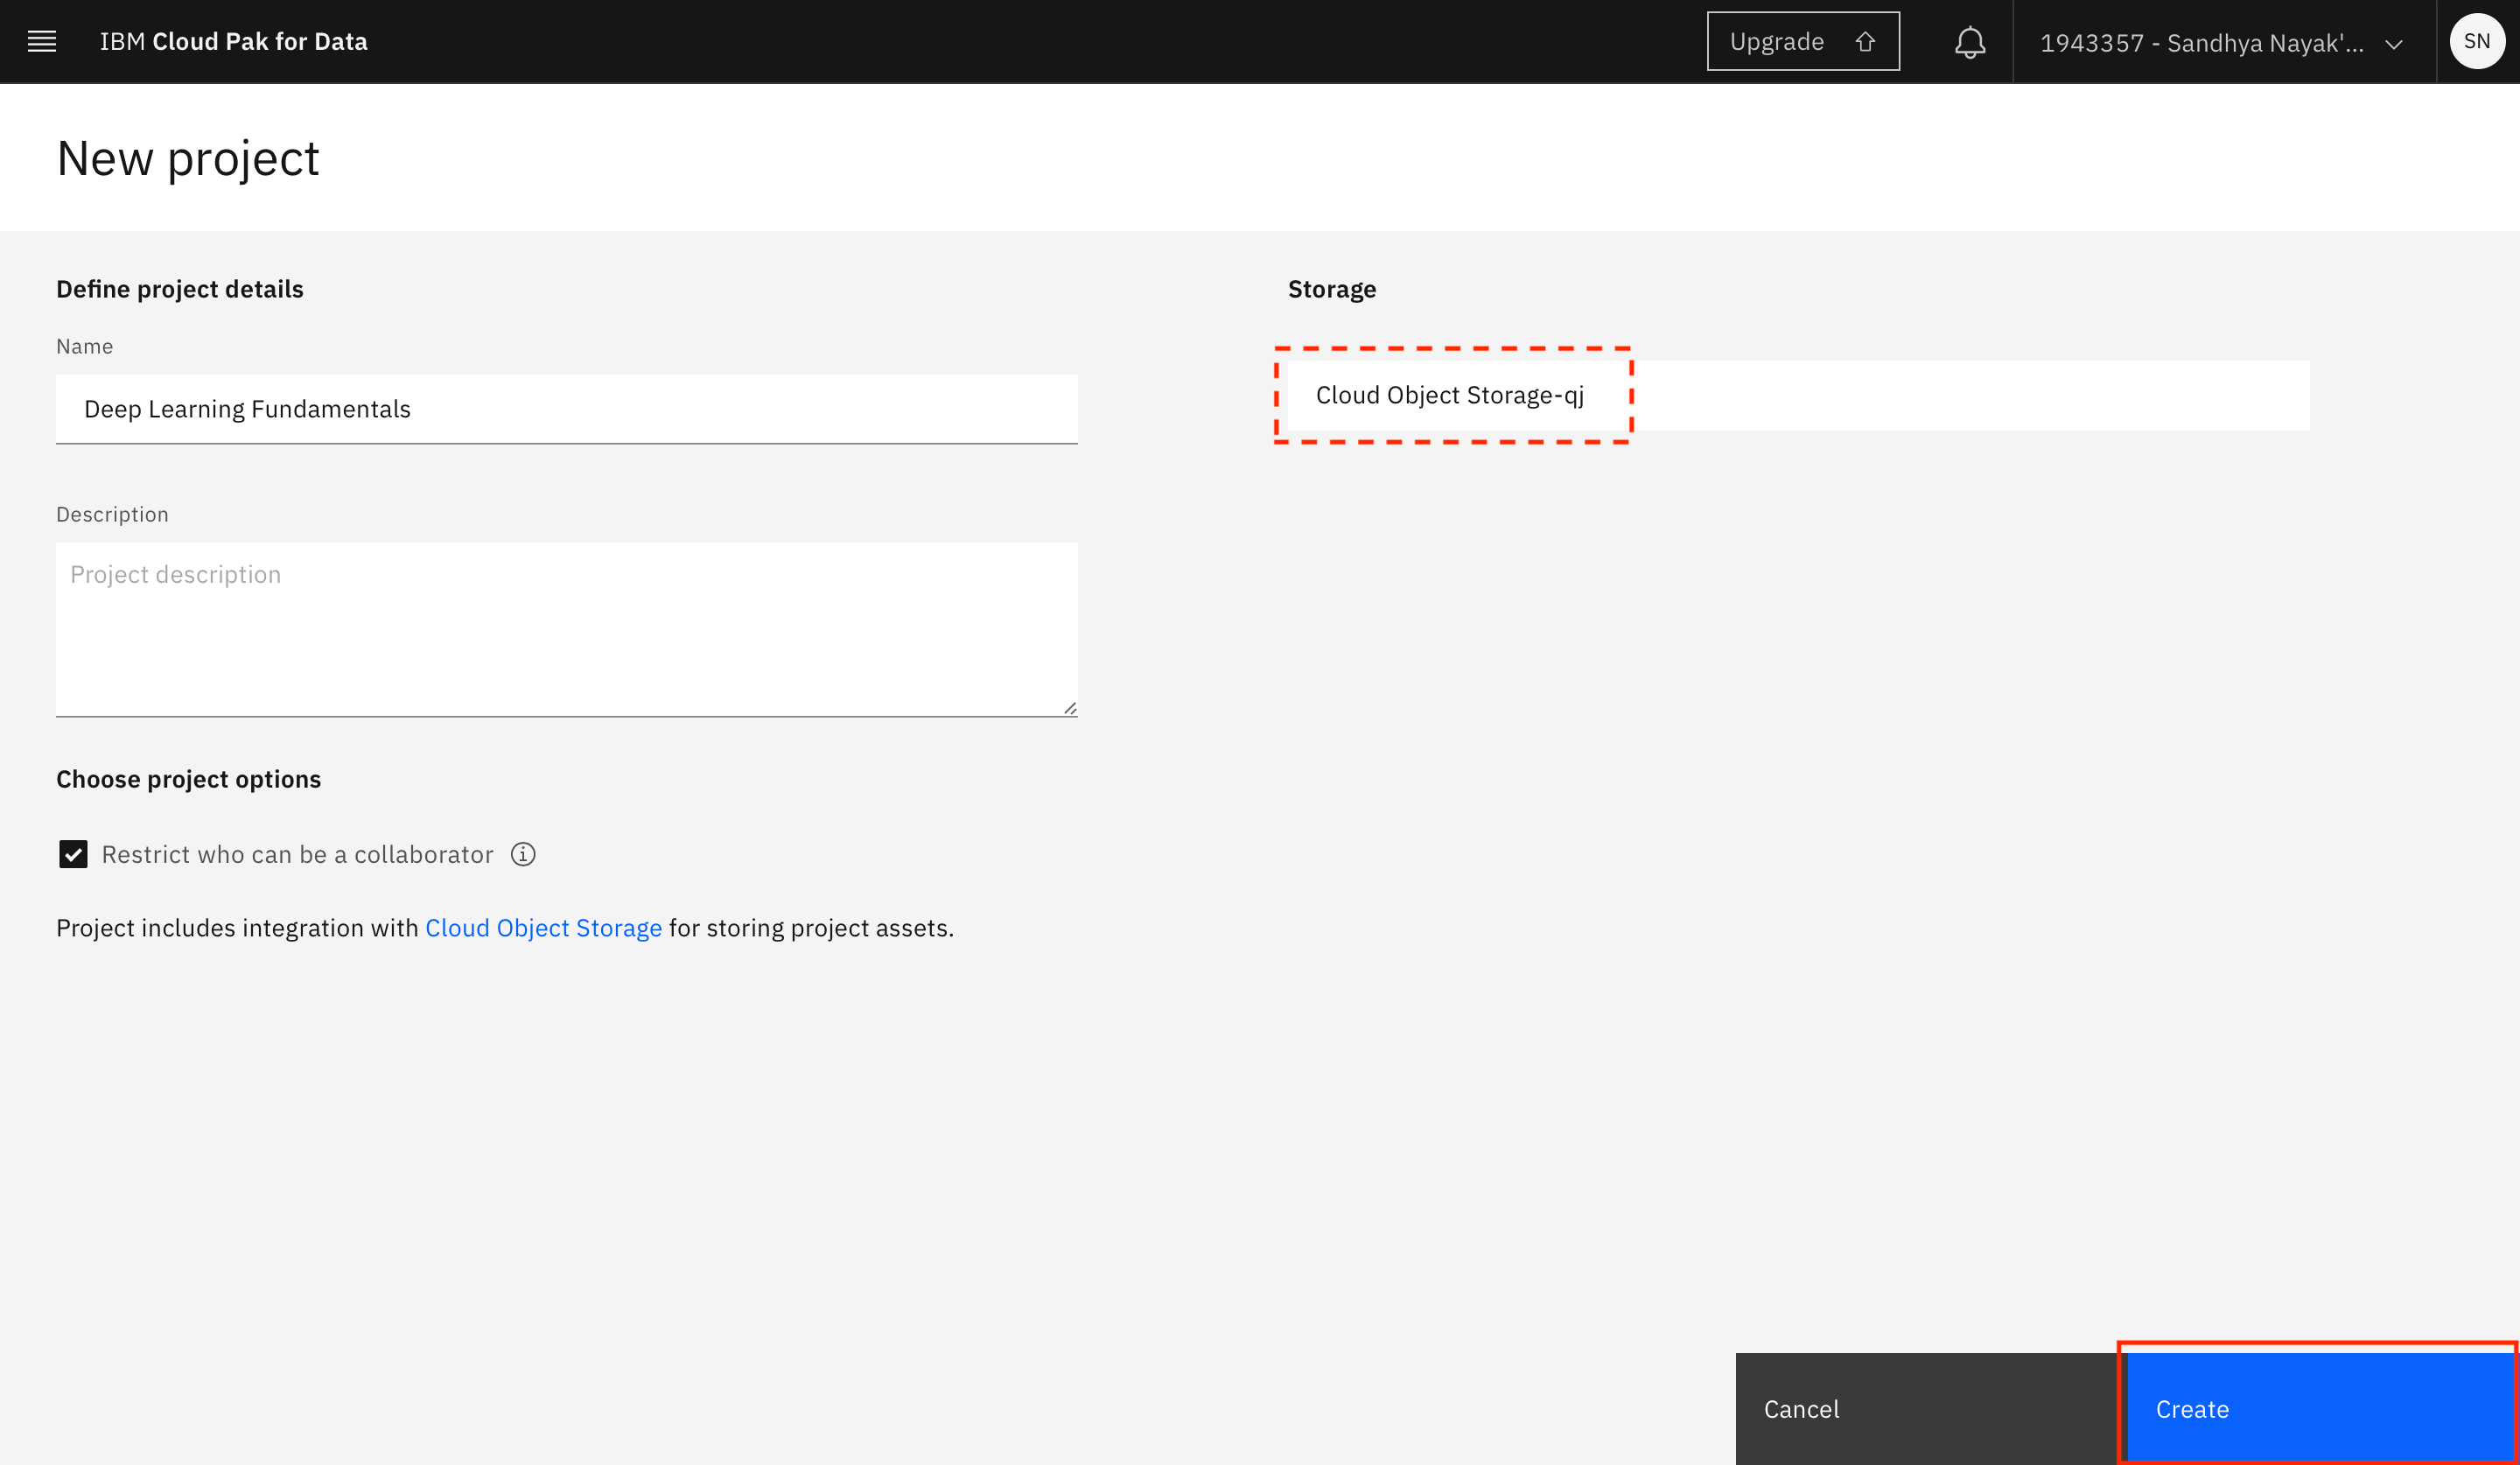 IBM Cloud Pak for Data
Upgrade
1943357 - Sandhya Nayak'...
SN
New project
Define project details
Name
Deep Learning Fundamentals
Description
Project description
Choose project options
Restrict who can be a collaborator
Project includes integration with Cloud Object Storage for storing project assets.
Storage
Cloud Object Storage-qj
Cancel
Create